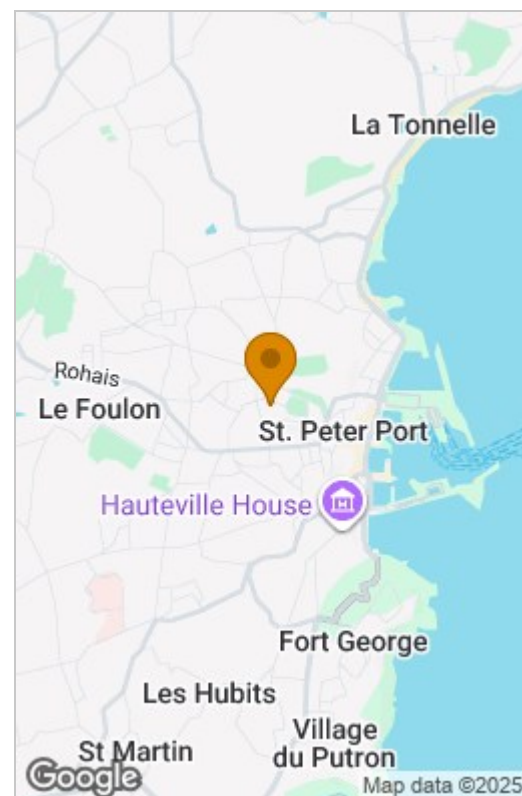 La Tonnelle
Rohais
Le Foulon
St. Peter Port
Hauteville House
Fort George
Les Hubits
Village
du Putron
St Martin
Google
Map data ©2025